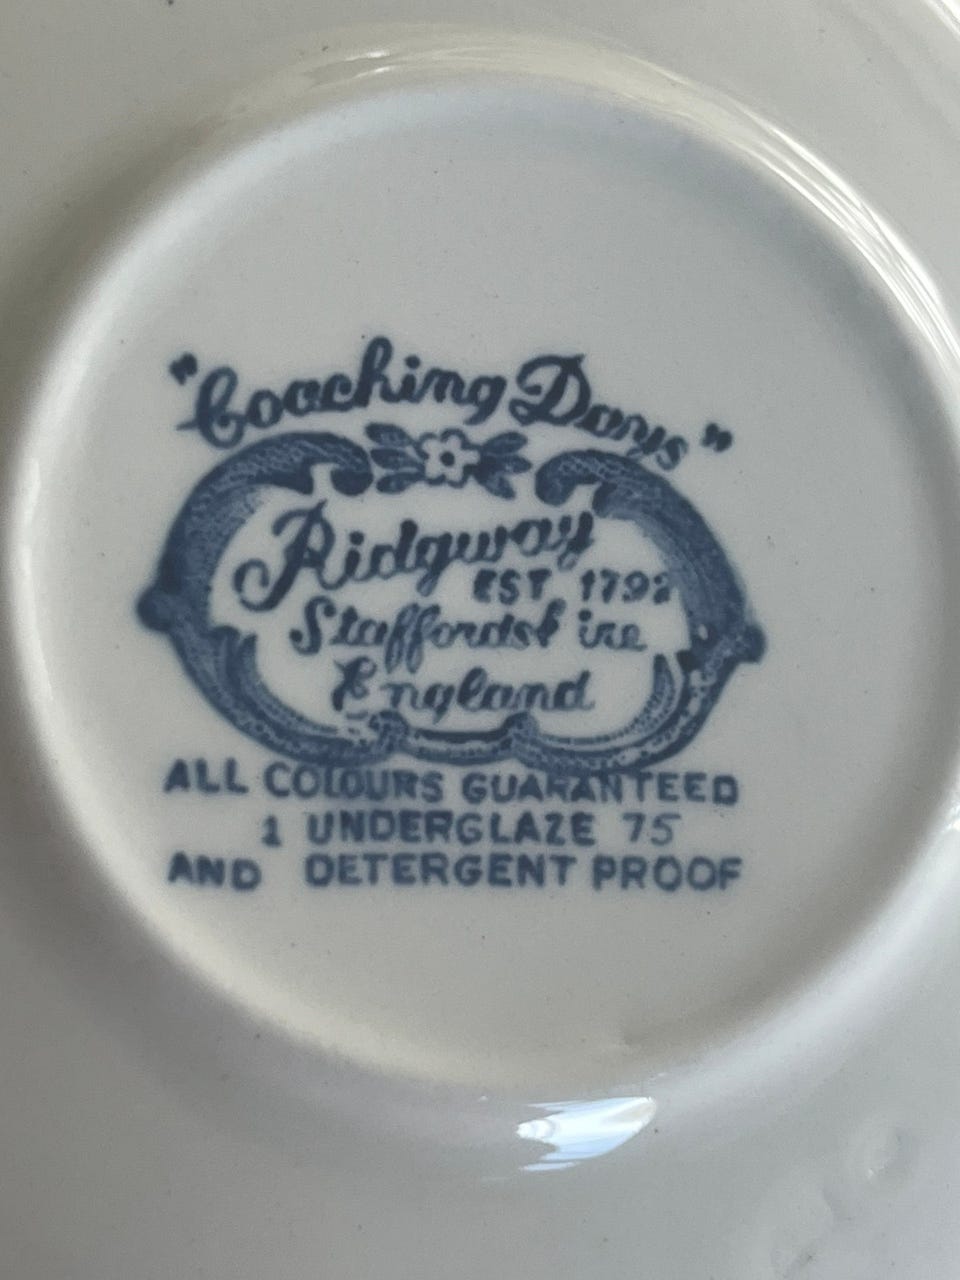 "Coaching Days"
Ridgway
EST 1792
Staffordshire
England
ALL COLOURS GUARANTEED
1 UNDERGLAZE 75
AND DETERGENT PROOF